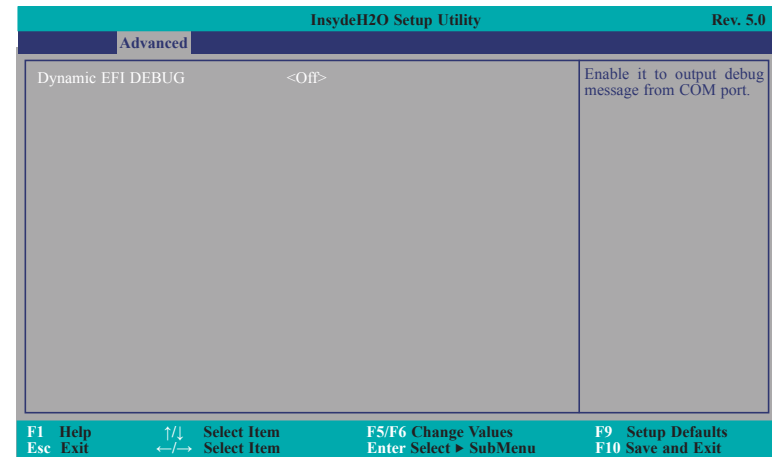 InsydeH2O Setup Utility Rev. 5.0
Advanced
Dynamic EFI DEBUG <Off>
Enable it to output debug
message from COM port.
F1 Help ↑/↓ Select Item F5/F6 Change Values F9 Setup Defaults
Esc Exit ←/→ Select Item Enter Select ► SubMenu F10 Save and Exit